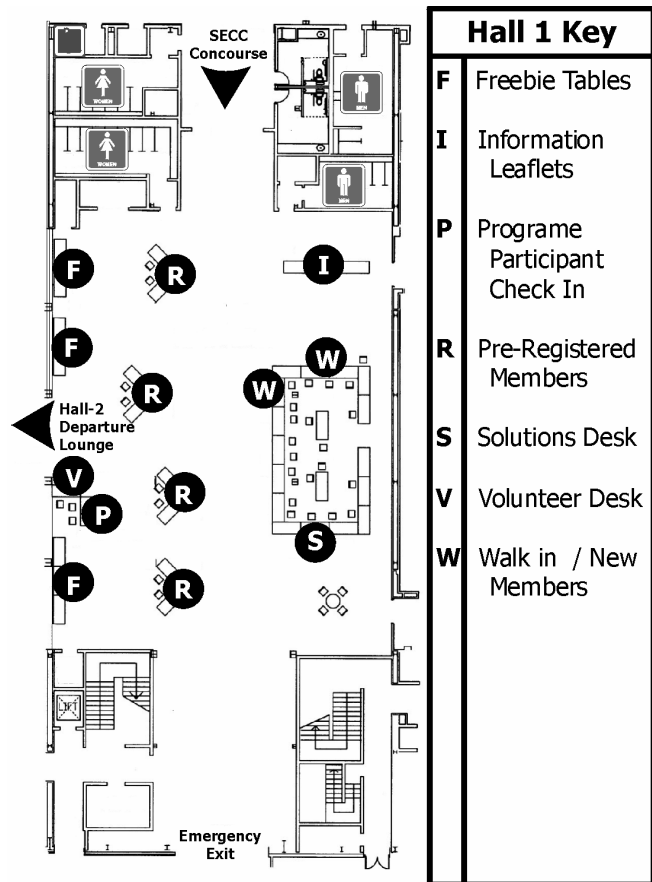 SECC
Concourse
WOMEN
MEN
WOMEN
MEN
F
R
I
F
W
R
W
Hall-2
Departure
Lounge
V
R
P
S
F
R
LIFT
Emergency
Exit
Hall 1 Key
F Freebie Tables
I Information
Leaflets
P Programe
Participant
Check In
R Pre-Registered
Members
S Solutions Desk
V Volunteer Desk
W Walk in / New
Members